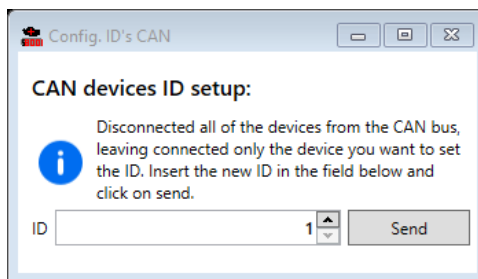 Config. ID's CAN
CAN devices ID setup:
Disconnected all of the devices from the CAN bus,
leaving connected only the device you want to set
the ID. Insert the new ID in the field below and
click on send.
ID 1 Send